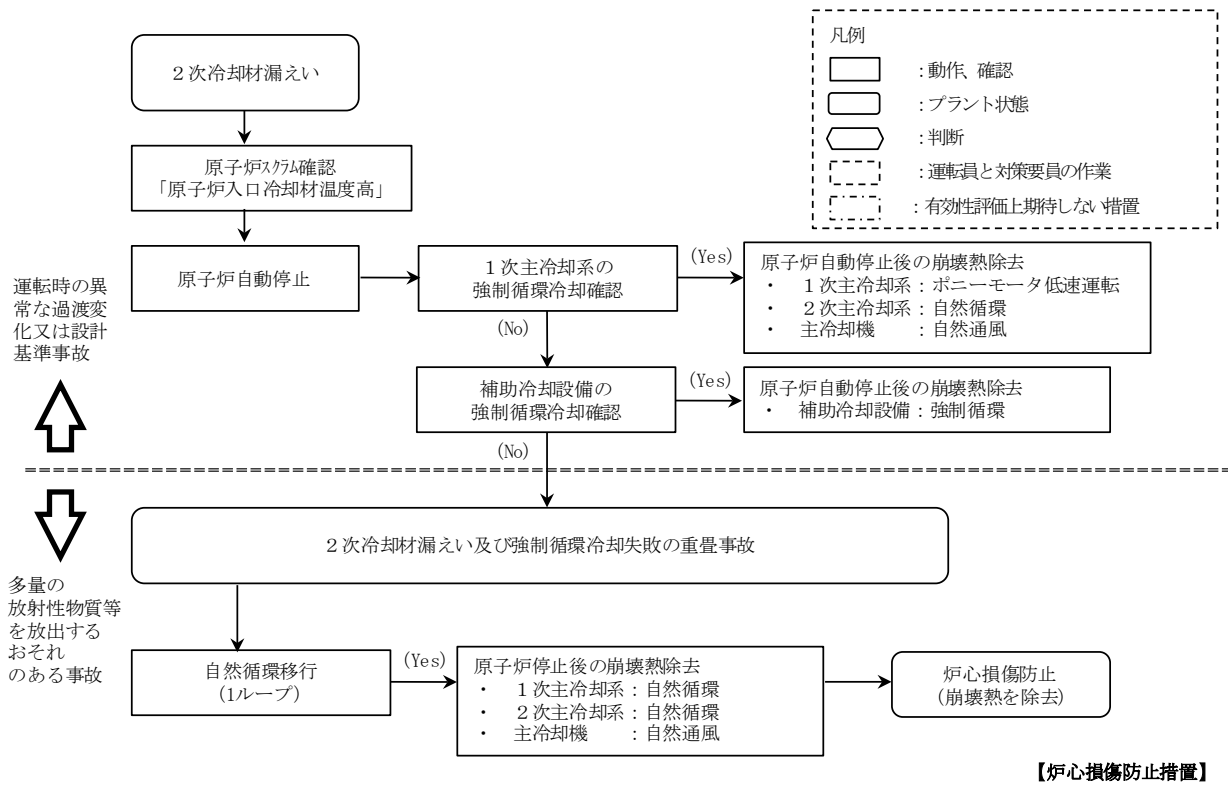 凡例
：動作、確認
：プラント状態
：判断
：運転員と対策要員の作業
：有効性評価上期待しない措置
２次冷却材漏えい
原子炉ｽｸﾗﾑ確認
「原子炉入口冷却材温度高」
原子炉自動停止
１次主冷却系の
強制循環冷却確認
(Yes)
原子炉自動停止後の崩壊熱除去
・　１次主冷却系：ポニーモータ低速運転
・　２次主冷却系：自然循環
・　主冷却機　：自然通風
(No)
補助冷却設備の
強制循環冷却確認
(Yes)
原子炉自動停止後の崩壊熱除去
・　補助冷却設備：強制循環
(No)
運転時の異
常な過渡変
化又は設計
基準事故
２次冷却材漏えい及び強制循環冷却失敗の重畳事故
多量の
放射性物質等
を放出する
おそれ
のある事故
自然循環移行
(1ループ)
(Yes)
原子炉停止後の崩壊熱除去
・　１次主冷却系：自然循環
・　２次主冷却系：自然循環
・　主冷却機　　：自然通風
炉心損傷防止
(崩壊熱を除去)
【炉心損傷防止措置】